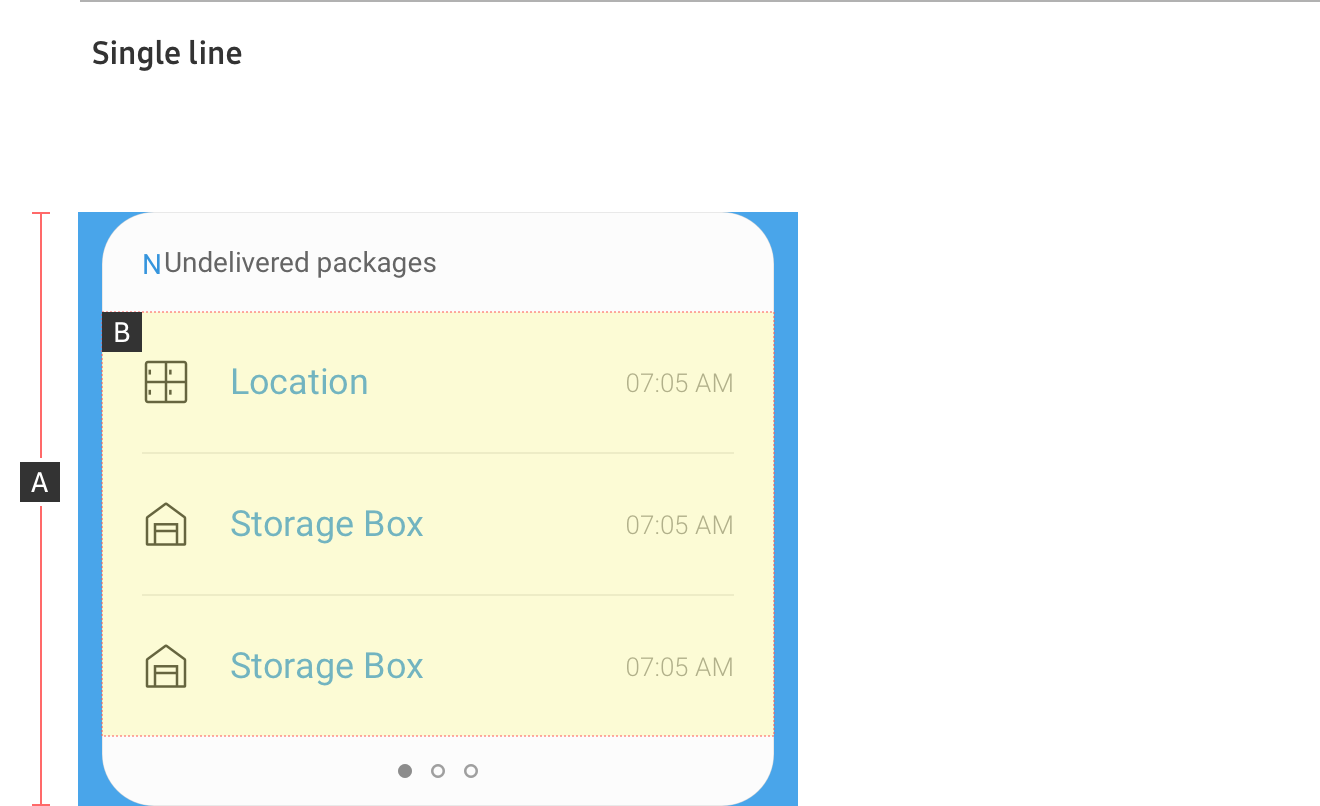 Single line
N Undelivered packages
B
Location 07:05 AM
A
Storage Box 07:05 AM
Storage Box 07:05 AM